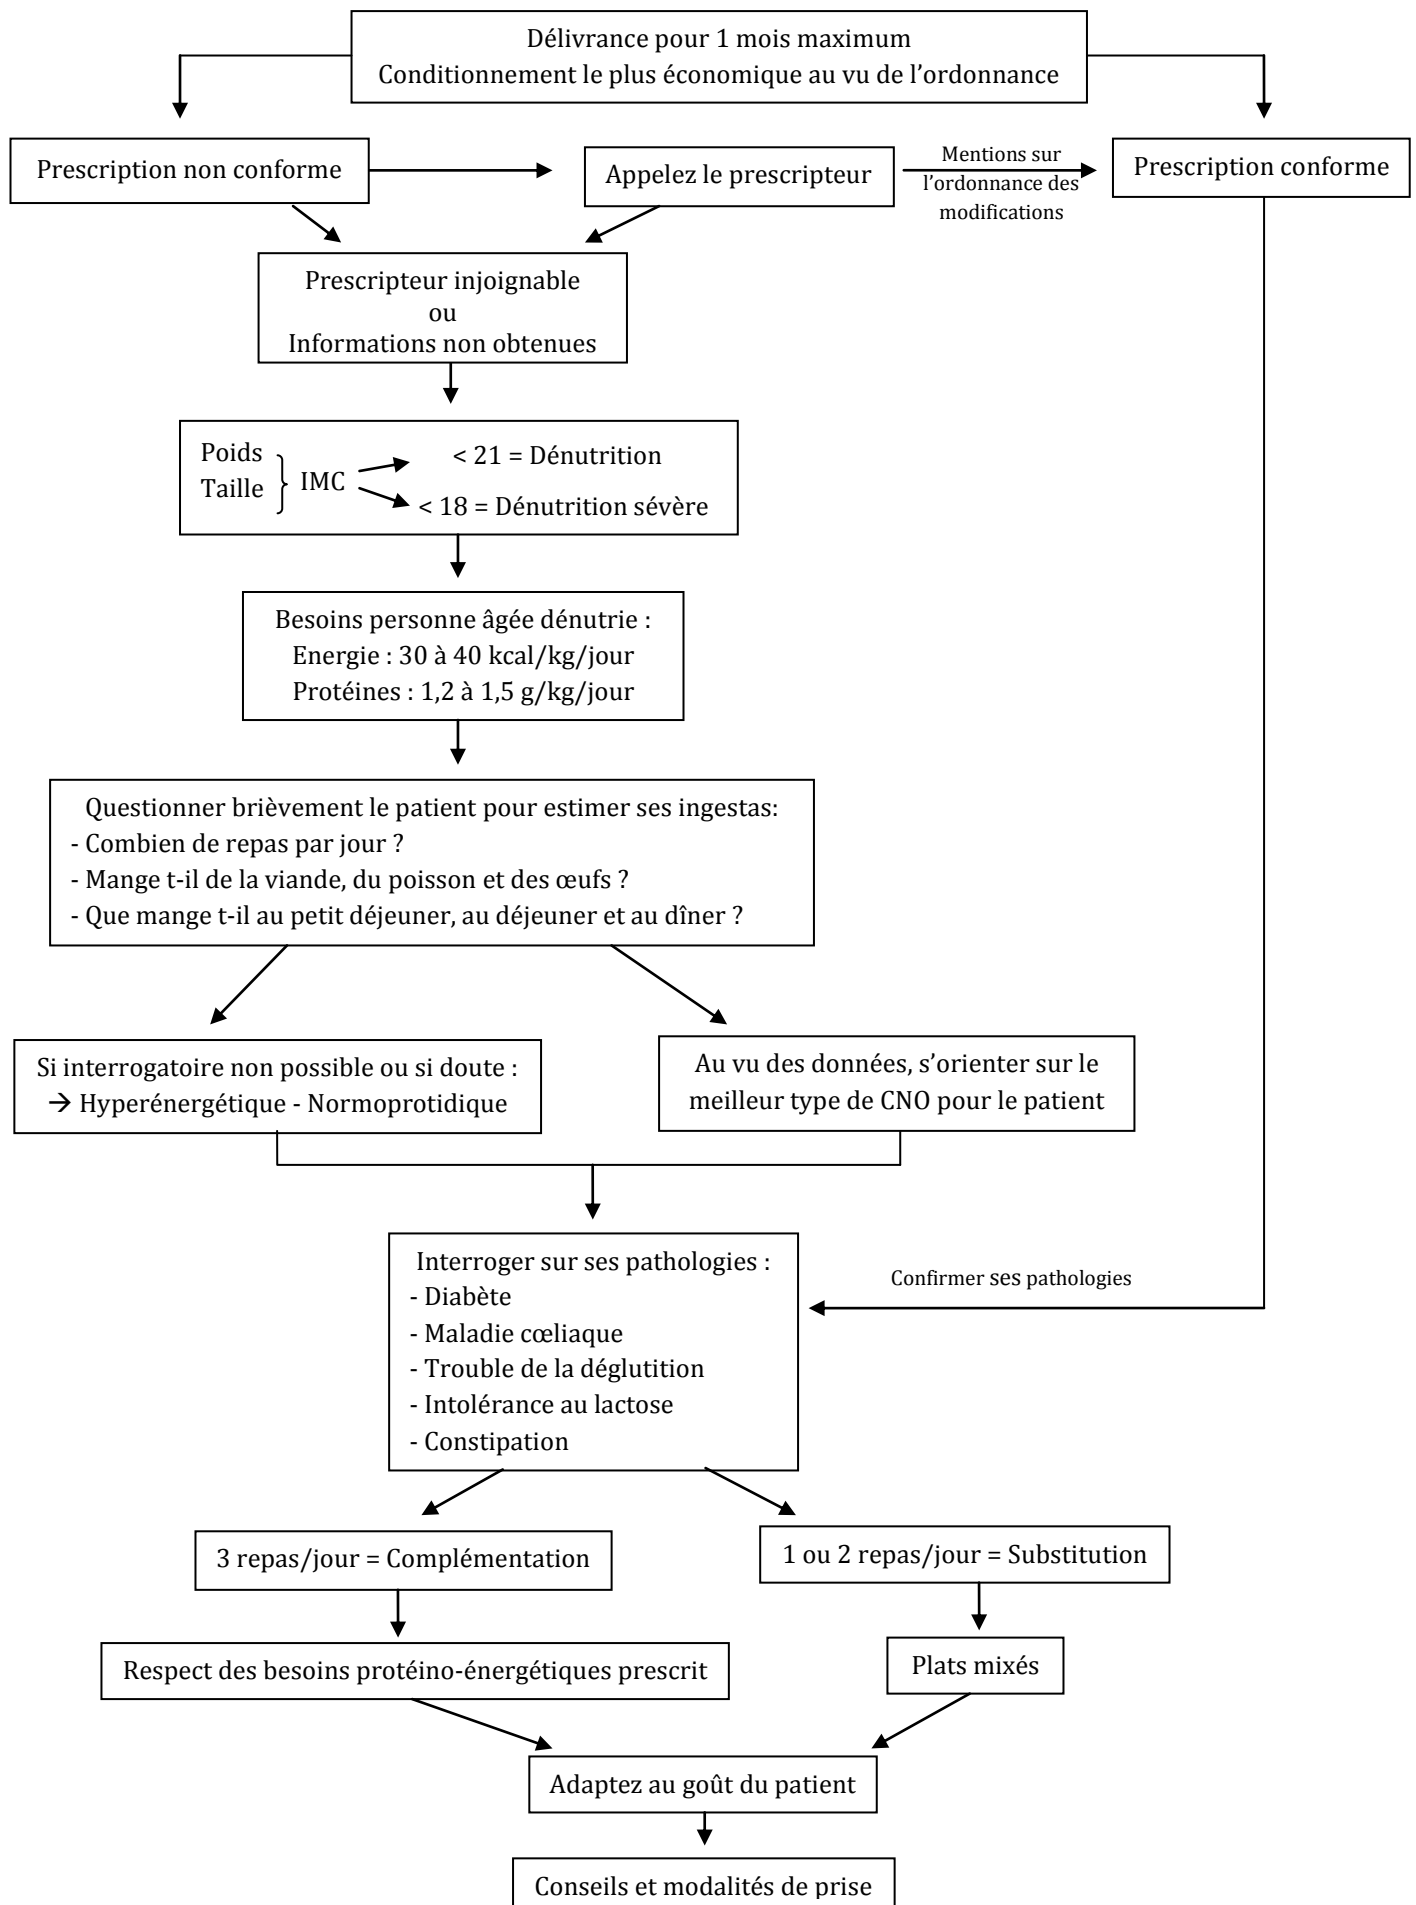 Délivrance pour 1 mois maximum
Conditionnement le plus économique au vu de l’ordonnance
Prescription non conforme
Appelez le prescripteur
Mentions sur
l’ordonnance des
modifications
Prescription conforme
Prescripteur injoignable
ou
Informations non obtenues
Poids
Taille
IMC
< 21 = Dénutrition
< 18 = Dénutrition sévère
Besoins personne âgée dénutrie :
Energie : 30 à 40 kcal/kg/jour
Protéines : 1,2 à 1,5 g/kg/jour
Questionner brièvement le patient pour estimer ses ingestas:
- Combien de repas par jour ?
- Mange t-il de la viande, du poisson et des œufs ?
- Que mange t-il au petit déjeuner, au déjeuner et au dîner ?
Si interrogatoire non possible ou si doute :
→ Hyperénergétique - Normoprotidique
Au vu des données, s’orienter sur le
meilleur type de CNO pour le patient
Interroger sur ses pathologies :
- Diabète
- Maladie cœliaque
- Trouble de la déglutition
- Intolérance au lactose
- Constipation
Confirmer ses pathologies
3 repas/jour = Complémentation
1 ou 2 repas/jour = Substitution
Respect des besoins protéino-énergétiques prescrit
Plats mixés
Adaptez au goût du patient
Conseils et modalités de prise